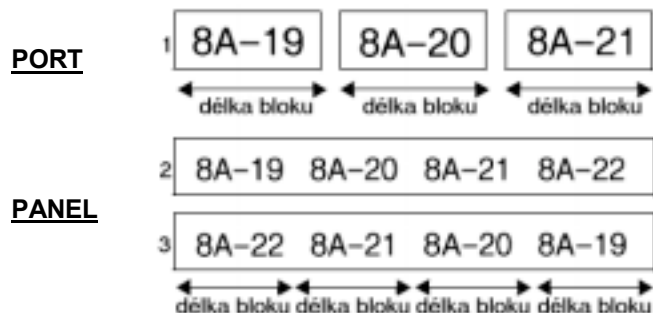 PORT
1 8A-19 8A-20 8A-21
délka bloku délka bloku délka bloku
2 8A-19 8A-20 8A-21 8A-22
PANEL
3 8A-22 8A-21 8A-20 8A-19
délka bloku délka bloku délka bloku délka bloku